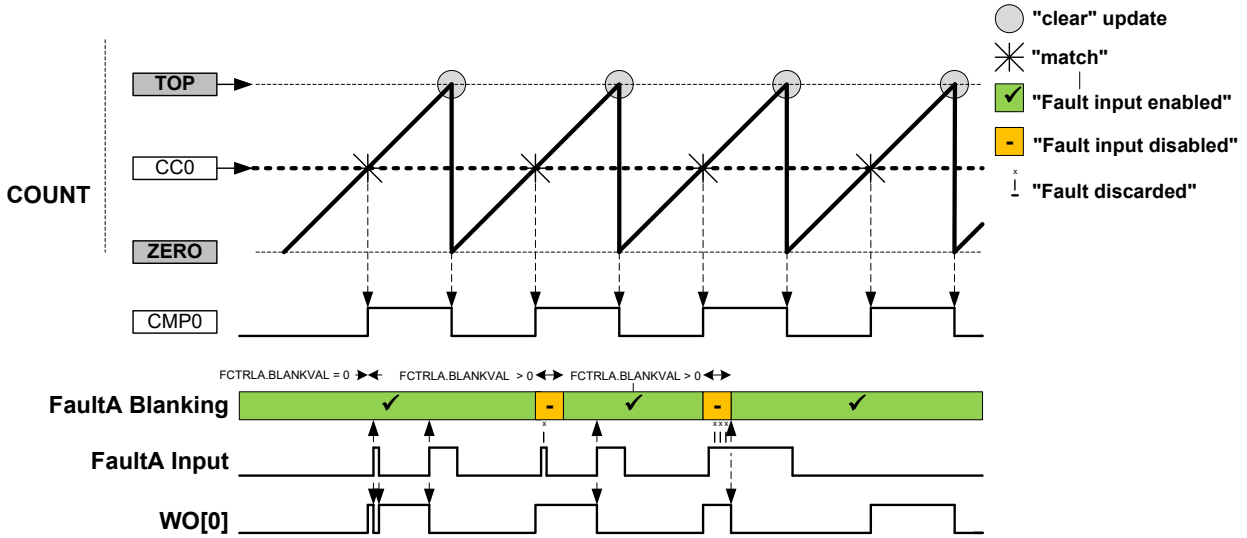 "clear" update
"match"
TOP
"Fault input enabled"
CC0
"Fault input disabled"
-
x
COUNT
"Fault discarded"
ZERO
CMP0
FCTRLA.BLANKVAL = 0
FCTRLA.BLANKVAL > 0
FCTRLA.BLANKVAL > 0
FaultA Blanking
- -
x
xxx
FaultA Input
WO[0]